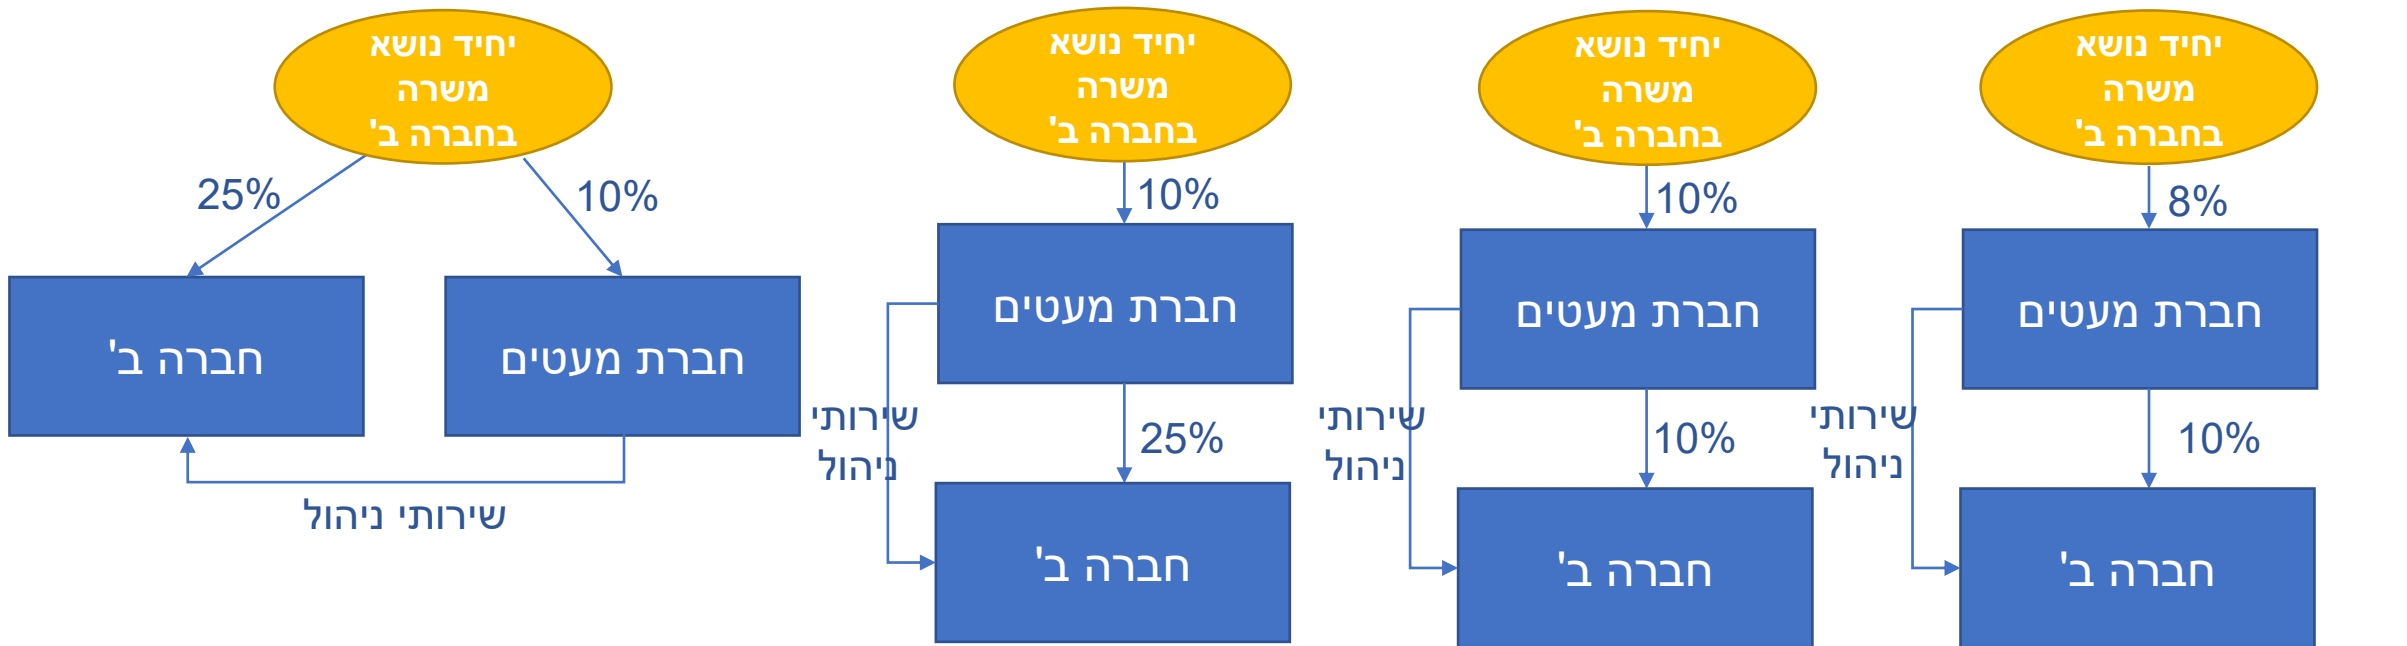 יחיד נושא
משרה
בחברה ב'
8%
חברת מעטים
שירותי
ניהול
10%
חברה ב'
יחיד נושא
משרה
בחברה ב'
10%
חברת מעטים
שירותי
ניהול
10%
חברה ב'
יחיד נושא
משרה
בחברה ב'
10%
חברת מעטים
שירותי
ניהול
25%
חברה ב'
יחיד נושא
משרה
בחברה ב'
10%
25%
חברת מעטים
חברה ב'
שירותי ניהול